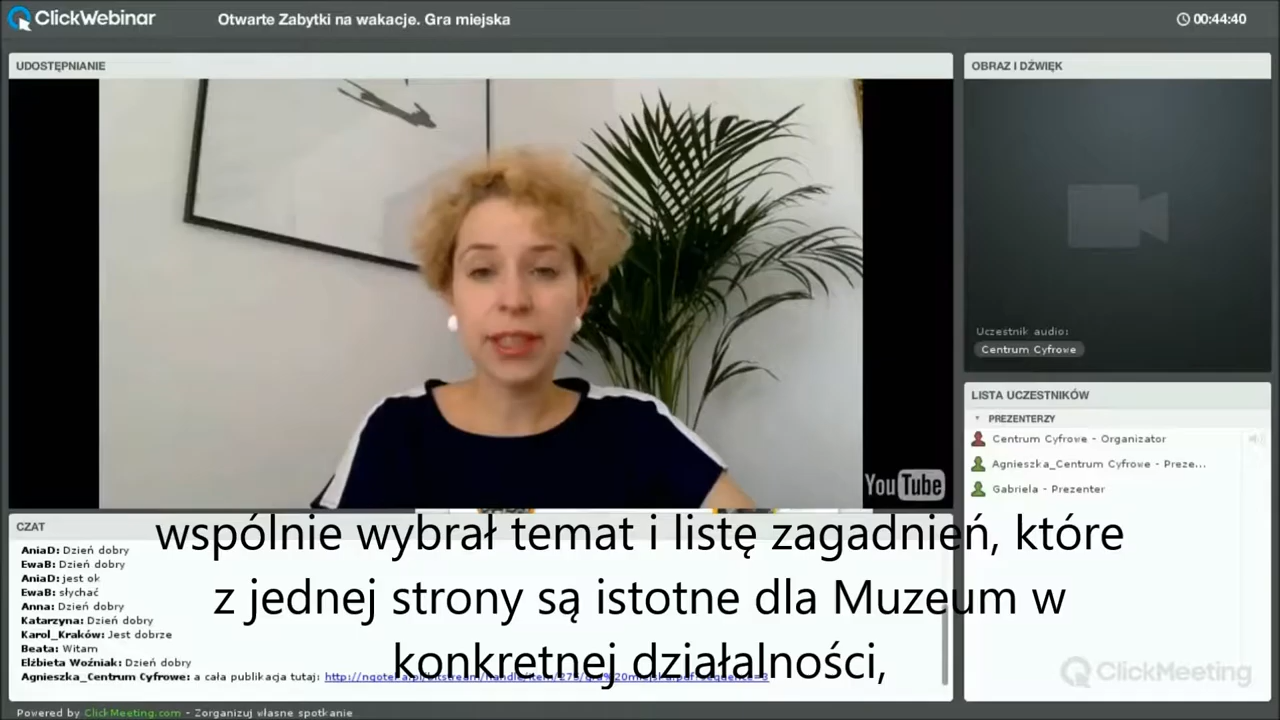 ClickWebinar
Otwarte Zabytki na wakacje. Gra miejska
00:44:40
UDOSTĘPNIANIE
YouTube
OBRAZ I DŹWIĘK
Uczestnik audio:
Centrum Cyfrowe
LISTA UCZESTNIKÓW
PREZENTERZY
Centrum Cyfrowe - Organizator
Agnieszka_Centrum Cyfrowe - Preze...
Gabriela - Prezenter
CZAT
AniaD: Dzień dobry
EwaB: Dzień dobry
AniaD: jest ok
EwaB: słychać
Anna: Dzień dobry
Katarzyna: Dzień dobry
Karol_Kraków: Jest dobrze
Beata: Witam
Elżbieta Woźniak: Dzień dobry
Agnieszka_Centrum Cyfrowe: a cała publikacja tutaj:
wspólnie wybrał temat i listę zagadnień, które
z jednej strony są istotne dla Muzeum w
konkretnej działalności,
ClickMeeting
Powered by ClickMeeting.com - Zorganizuj własne spotkanie